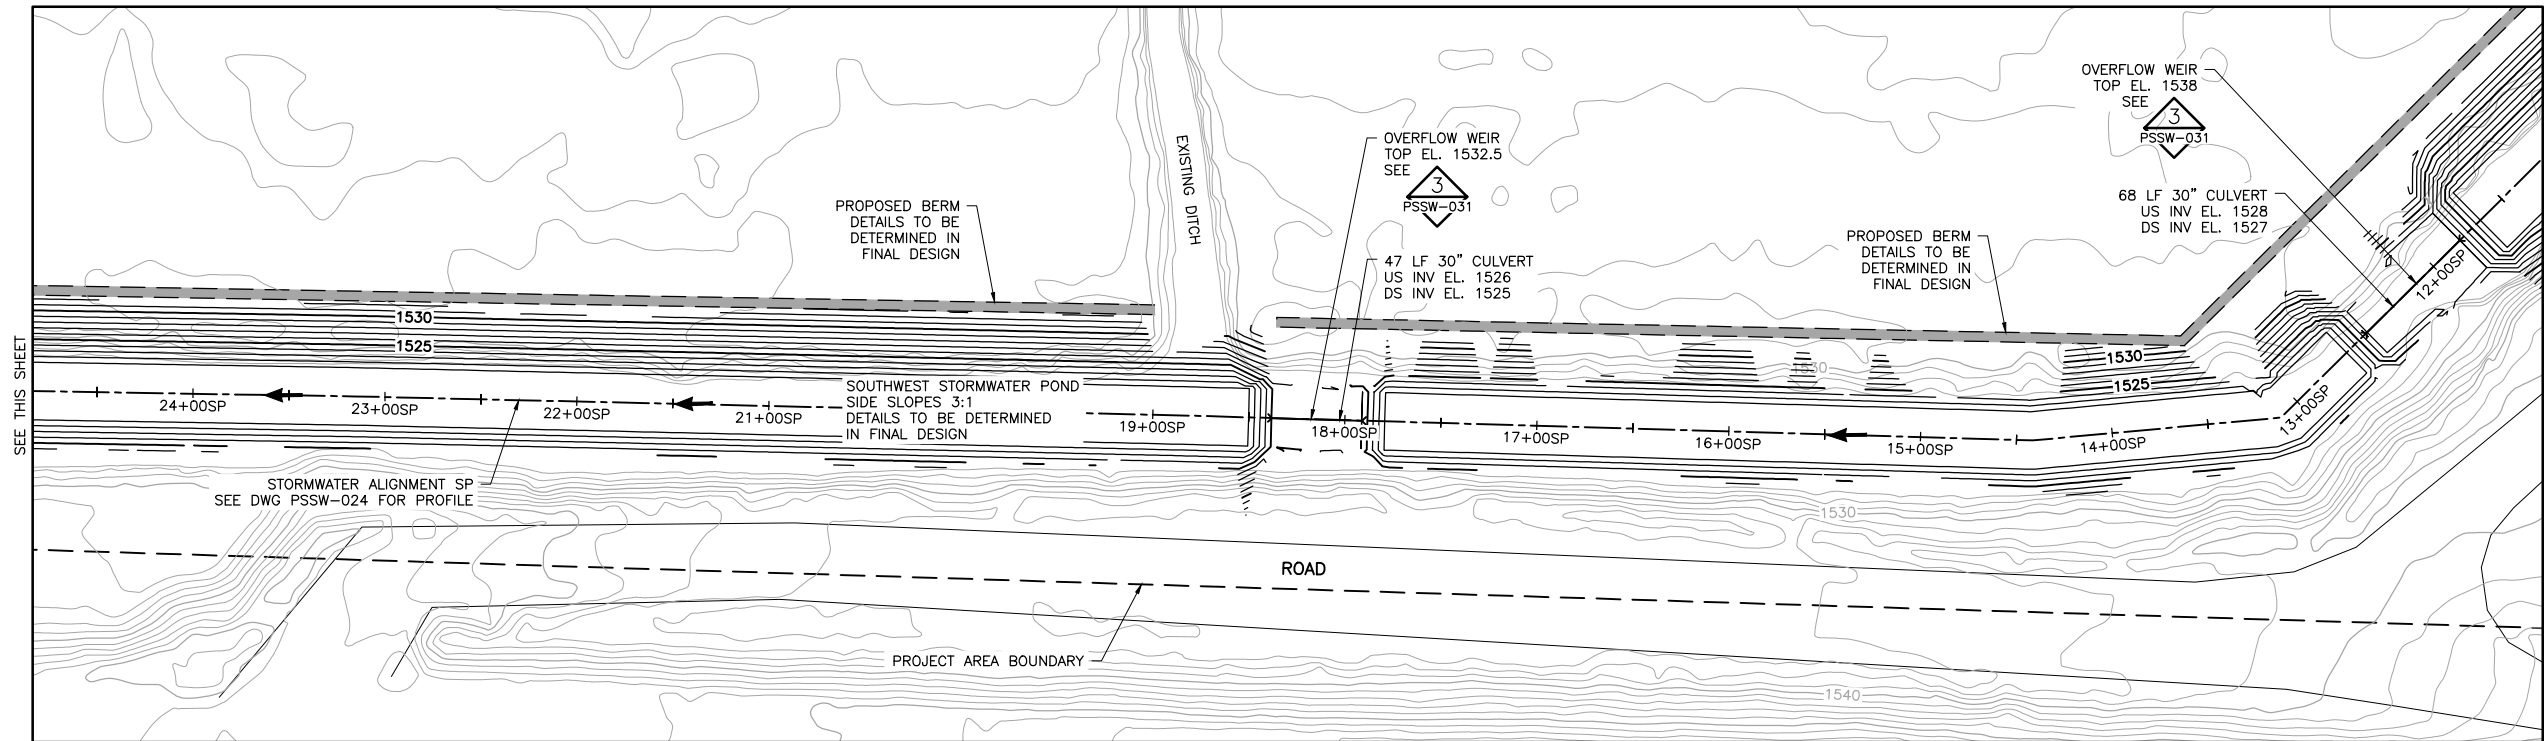 OVERFLOW WEIR
TOP EL. 1538
SEE
3
PSSW-031
68 LF 30" CULVERT
US INV EL. 1528
DS INV EL. 1527
OVERFLOW WEIR
TOP EL. 1532.5
SEE
3
PSSW-031
47 LF 30" CULVERT
US INV EL. 1526
DS INV EL. 1525
EXISTING DITCH
PROPOSED BERM
DETAILS TO BE
DETERMINED IN
FINAL DESIGN
PROPOSED BERM
DETAILS TO BE
DETERMINED IN
FINAL DESIGN
1530
1525
1530
1530
1525
SEE THIS SHEET
SOUTHWEST STORMWATER POND
SIDE SLOPES 3:1
DETAILS TO BE DETERMINED
IN FINAL DESIGN
24+00SP
23+00SP
22+00SP
21+00SP
19+00SP
18+00SP
17+00SP
16+00SP
15+00SP
14+00SP
13+00SP
12+00SP
STORMWATER ALIGNMENT SP
SEE DWG PSSW-024 FOR PROFILE
1530
ROAD
PROJECT AREA BOUNDARY
1540